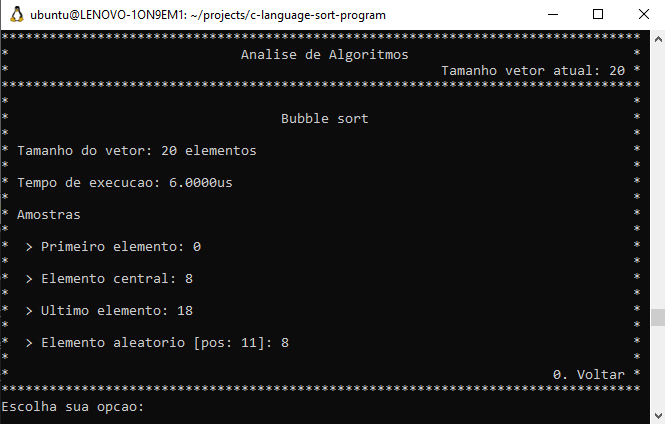 ubuntu@LENOVO-1ON9EM1: ~/projects/c-language-sort-program
********************************************************************************
* Analise de Algoritmos *
* Tamanho vetor atual: 20 *
********************************************************************************
* *
* Bubble sort *
* *
* Tamanho do vetor: 20 elementos *
* *
* Tempo de execucao: 6.0000us *
* *
* Amostras *
* *
* > Primeiro elemento: 0 *
* *
* > Elemento central: 8 *
* *
* > Ultimo elemento: 18 *
* *
* > Elemento aleatorio [pos: 11]: 8 *
* *
* 0. Voltar *
********************************************************************************
Escolha sua opcao: